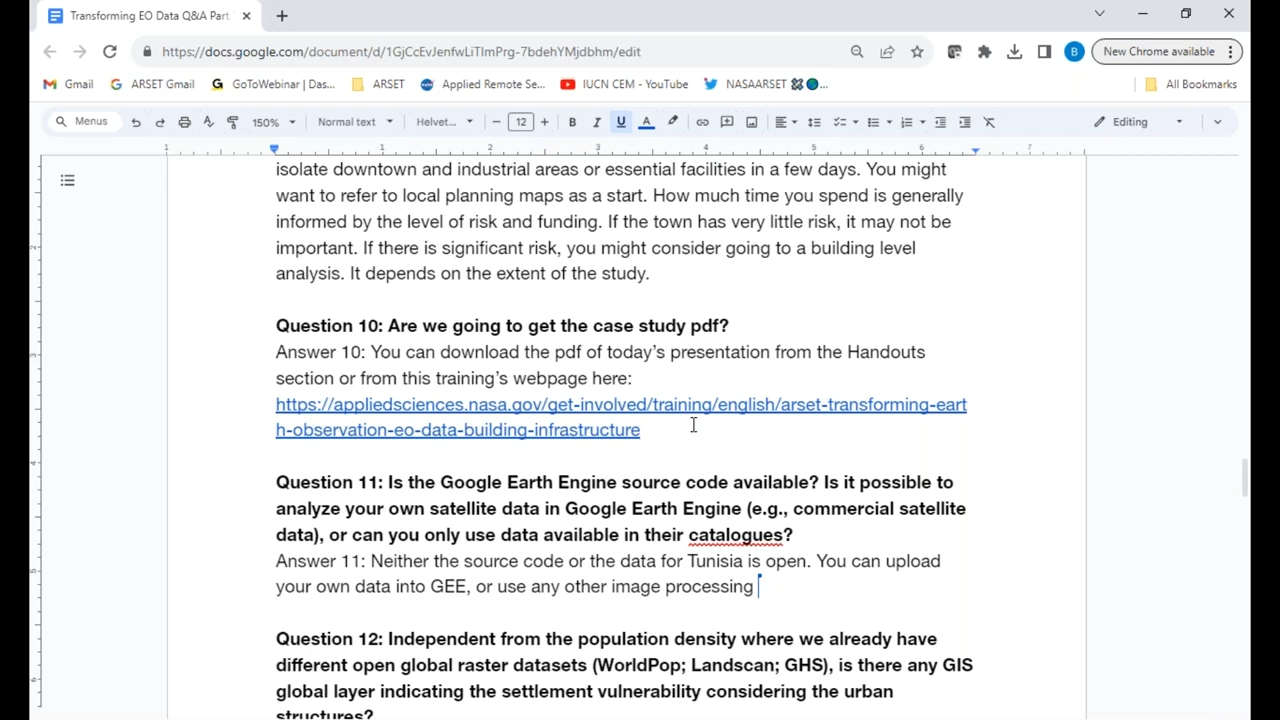 Transforming EO Data Q&A Part
https://docs.google.com/document/d/1GjCcEvJenfwLiTlmPrg-7bdehYMjdbhm/edit
B
New Chrome available
Gmail
ARSET Gmail
GoToWebinar | Das...
ARSET
Applied Remote Se...
IUCN CEM - YouTube
NASAARSET
All Bookmarks
Menus
150%
Normal text
Helvet...
12
B I U A
Editing
1 1 2 3 4 5 6 7
isolate downtown and industrial areas or essential facilities in a few days. You might
want to refer to local planning maps as a start. How much time you spend is generally
informed by the level of risk and funding. If the town has very little risk, it may not be
important. If there is significant risk, you might consider going to a building level
analysis. It depends on the extent of the study.
Question 10: Are we going to get the case study pdf?
Answer 10: You can download the pdf of today's presentation from the Handouts
section or from this training's webpage here:
https://appliedsciences.nasa.gov/get-involved/training/english/arset-transforming-eart
h-observation-eo-data-building-infrastructure
Question 11: Is the Google Earth Engine source code available? Is it possible to
analyze your own satellite data in Google Earth Engine (e.g., commercial satellite
data), or can you only use data available in their catalogues?
Answer 11: Neither the source code or the data for Tunisia is open. You can upload
your own data into GEE, or use any other image processing
Question 12: Independent from the population density where we already have
different open global raster datasets (WorldPop; Landscan; GHS), is there any GIS
global layer indicating the settlement vulnerability considering the urban
structures?